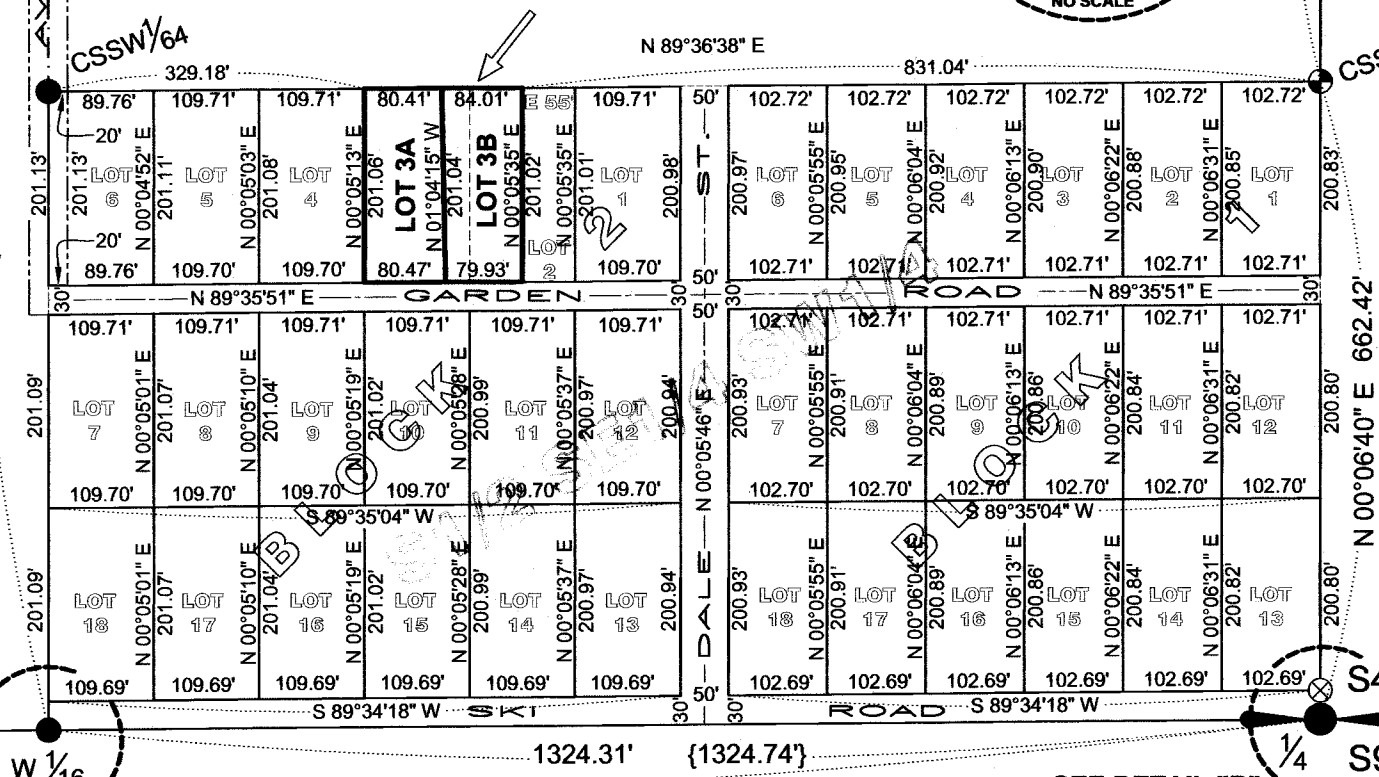 NO SCALE
CSSW 1/64
N 89°36'38" E
329.18'
831.04'
89.76' 109.71' 109.71' 80.41' 84.01' E 55' 109.71' 50' 102.72' 102.72' 102.72' 102.72' 102.72' 102.72'
20'
201.13' 201.13' LOT 6 N 00°04'52" E 201.11' LOT 5 N 00°05'03" E 201.08' LOT 4 N 00°05'13" E 201.06' LOT 3A N 01°04'15" W 201.04' LOT 3B N 00°05'35" E 201.02' LOT 2 N 00°05'35" E 201.01' LOT 1 200.98' ST. 200.97' LOT 6 N 00°05'55" E 200.95' LOT 5 N 00°06'04" E 200.92' LOT 4 N 00°06'13" E 200.90' LOT 3 N 00°06'22" E 200.88' LOT 2 N 00°06'31" E 200.85' LOT 1 200.83'
2
1
20'
89.76' 109.70' 109.70' 80.47' 79.93' 109.70' 50' 102.71' 102.71' 102.71' 102.71' 102.71' 102.71'
30' N 89°35'51" E GARDEN 30' 30' ROAD N 89°35'51" E 30'
109.71' 109.71' 109.71' 109.71' 109.71' 109.71' 50' 102.71' 102.71' 102.71' 102.71' 102.71' 102.71'
201.09' LOT 7 N 00°05'01" E 201.07' LOT 8 N 00°05'10" E 201.04' LOT 9 N 00°05'19" E 201.02' LOT 10 N 00°05'28" E 200.99' LOT 11 N 00°05'37" E 200.97' LOT 12 200.94' N 00°05'46" E 200.93' LOT 7 N 00°05'55" E 200.91' LOT 8 N 00°06'04" E 200.89' LOT 9 N 00°06'13" E 200.86' LOT 10 N 00°06'22" E 200.84' LOT 11 N 00°06'31" E 200.82' LOT 12 200.80'
N 00°06'40" E 662.42'
109.70' 109.70' 109.70' 109.70' 109.70' 109.70' 102.70' 102.70' 102.70' 102.70' 102.70' 102.70'
S 89°35'04" W S 89°35'04" W
BLOCK
BLOCK
S1/2 SE1/4 SW1/4
201.09' LOT 18 N 00°05'01" E 201.07' LOT 17 N 00°05'10" E 201.04' LOT 16 N 00°05'19" E 201.02' LOT 15 N 00°05'28" E 200.99' LOT 14 N 00°05'37" E 200.97' LOT 13 200.94' DALE 200.93' LOT 18 N 00°05'55" E 200.91' LOT 17 N 00°06'04" E 200.89' LOT 16 N 00°06'13" E 200.86' LOT 15 N 00°06'22" E 200.84' LOT 14 N 00°06'31" E 200.82' LOT 13 200.80'
109.69' 109.69' 109.69' 109.69' 109.69' 109.69' 50' 102.69' 102.69' 102.69' 102.69' 102.69' 102.69'
S 89°34'18" W SKI 30' 30' ROAD S 89°34'18" W
1324.31' {1324.74'}
W 1/16
1/4